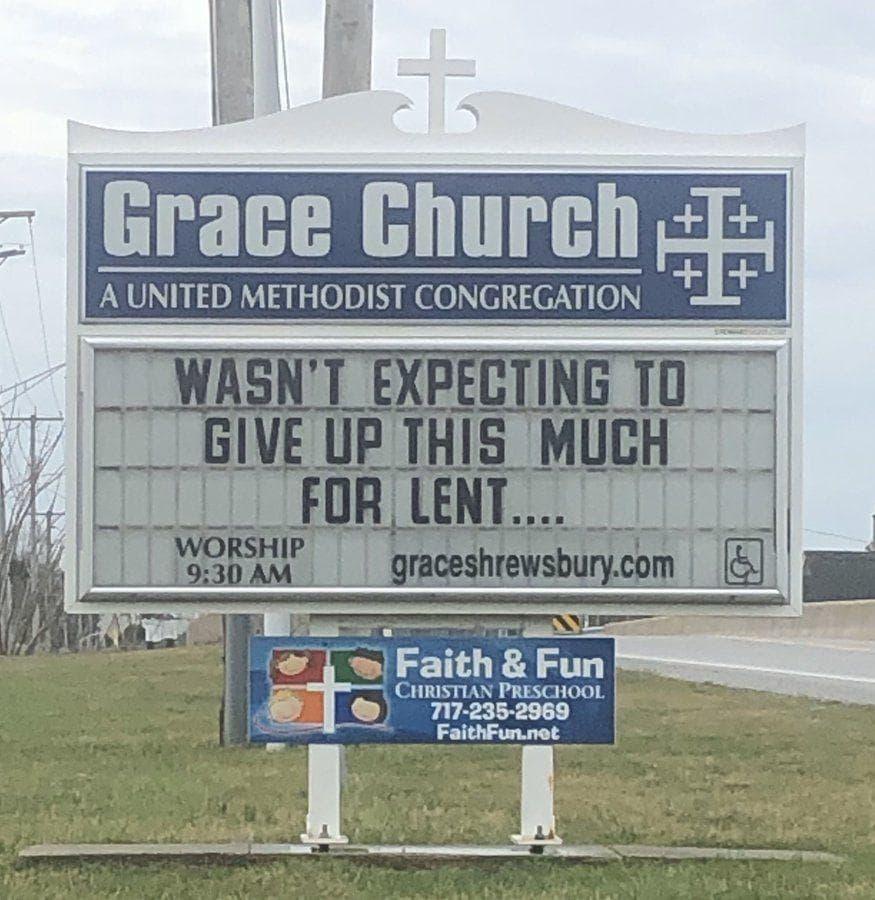 Grace Church
A UNITED METHODIST CONGREGATION
WASN'T EXPECTING TO
GIVE UP THIS MUCH
FOR LENT....
WORSHIP
9:30 AM
graceshrewsbury.com
Faith & Fun
CHRISTIAN PRESCHOOL
717-235-2969
FaithFun.net